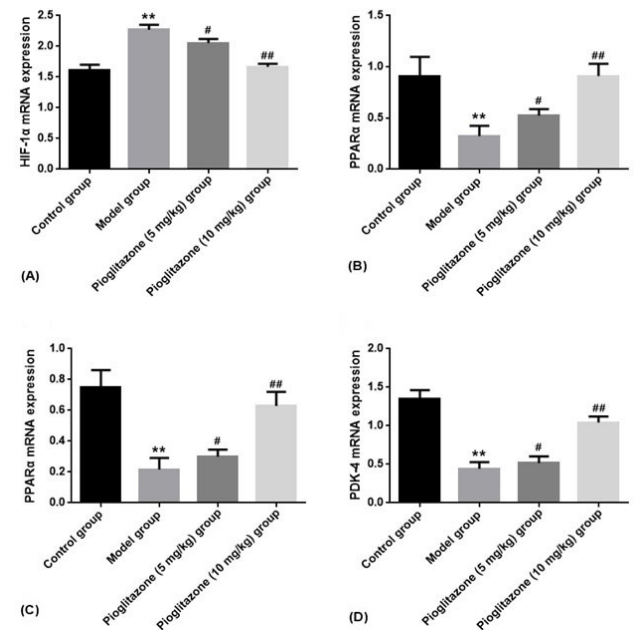 HIF-1α mRNA expression
2.5
2.0
1.5
1.0
0.5
0.0
**
#
##
Control group
Model group
Pioglitazone (5 mg/kg) group
Pioglitazone (10 mg/kg) group
(A)
PPARα mRNA expression
1.5
1.0
0.5
0.0
**
#
##
Control group
Model group
Pioglitazone (5 mg/kg) group
Pioglitazone (10 mg/kg) group
(B)
PPARα mRNA expression
1.0
0.8
0.6
0.4
0.2
0.0
**
#
##
Control group
Model group
Pioglitazone (5 mg/kg) group
Pioglitazone (10 mg/kg) group
(C)
PDK-4 mRNA expression
2.0
1.5
1.0
0.5
0.0
**
#
##
Control group
Model group
Pioglitazone (5 mg/kg) group
Pioglitazone (10 mg/kg) group
(D)